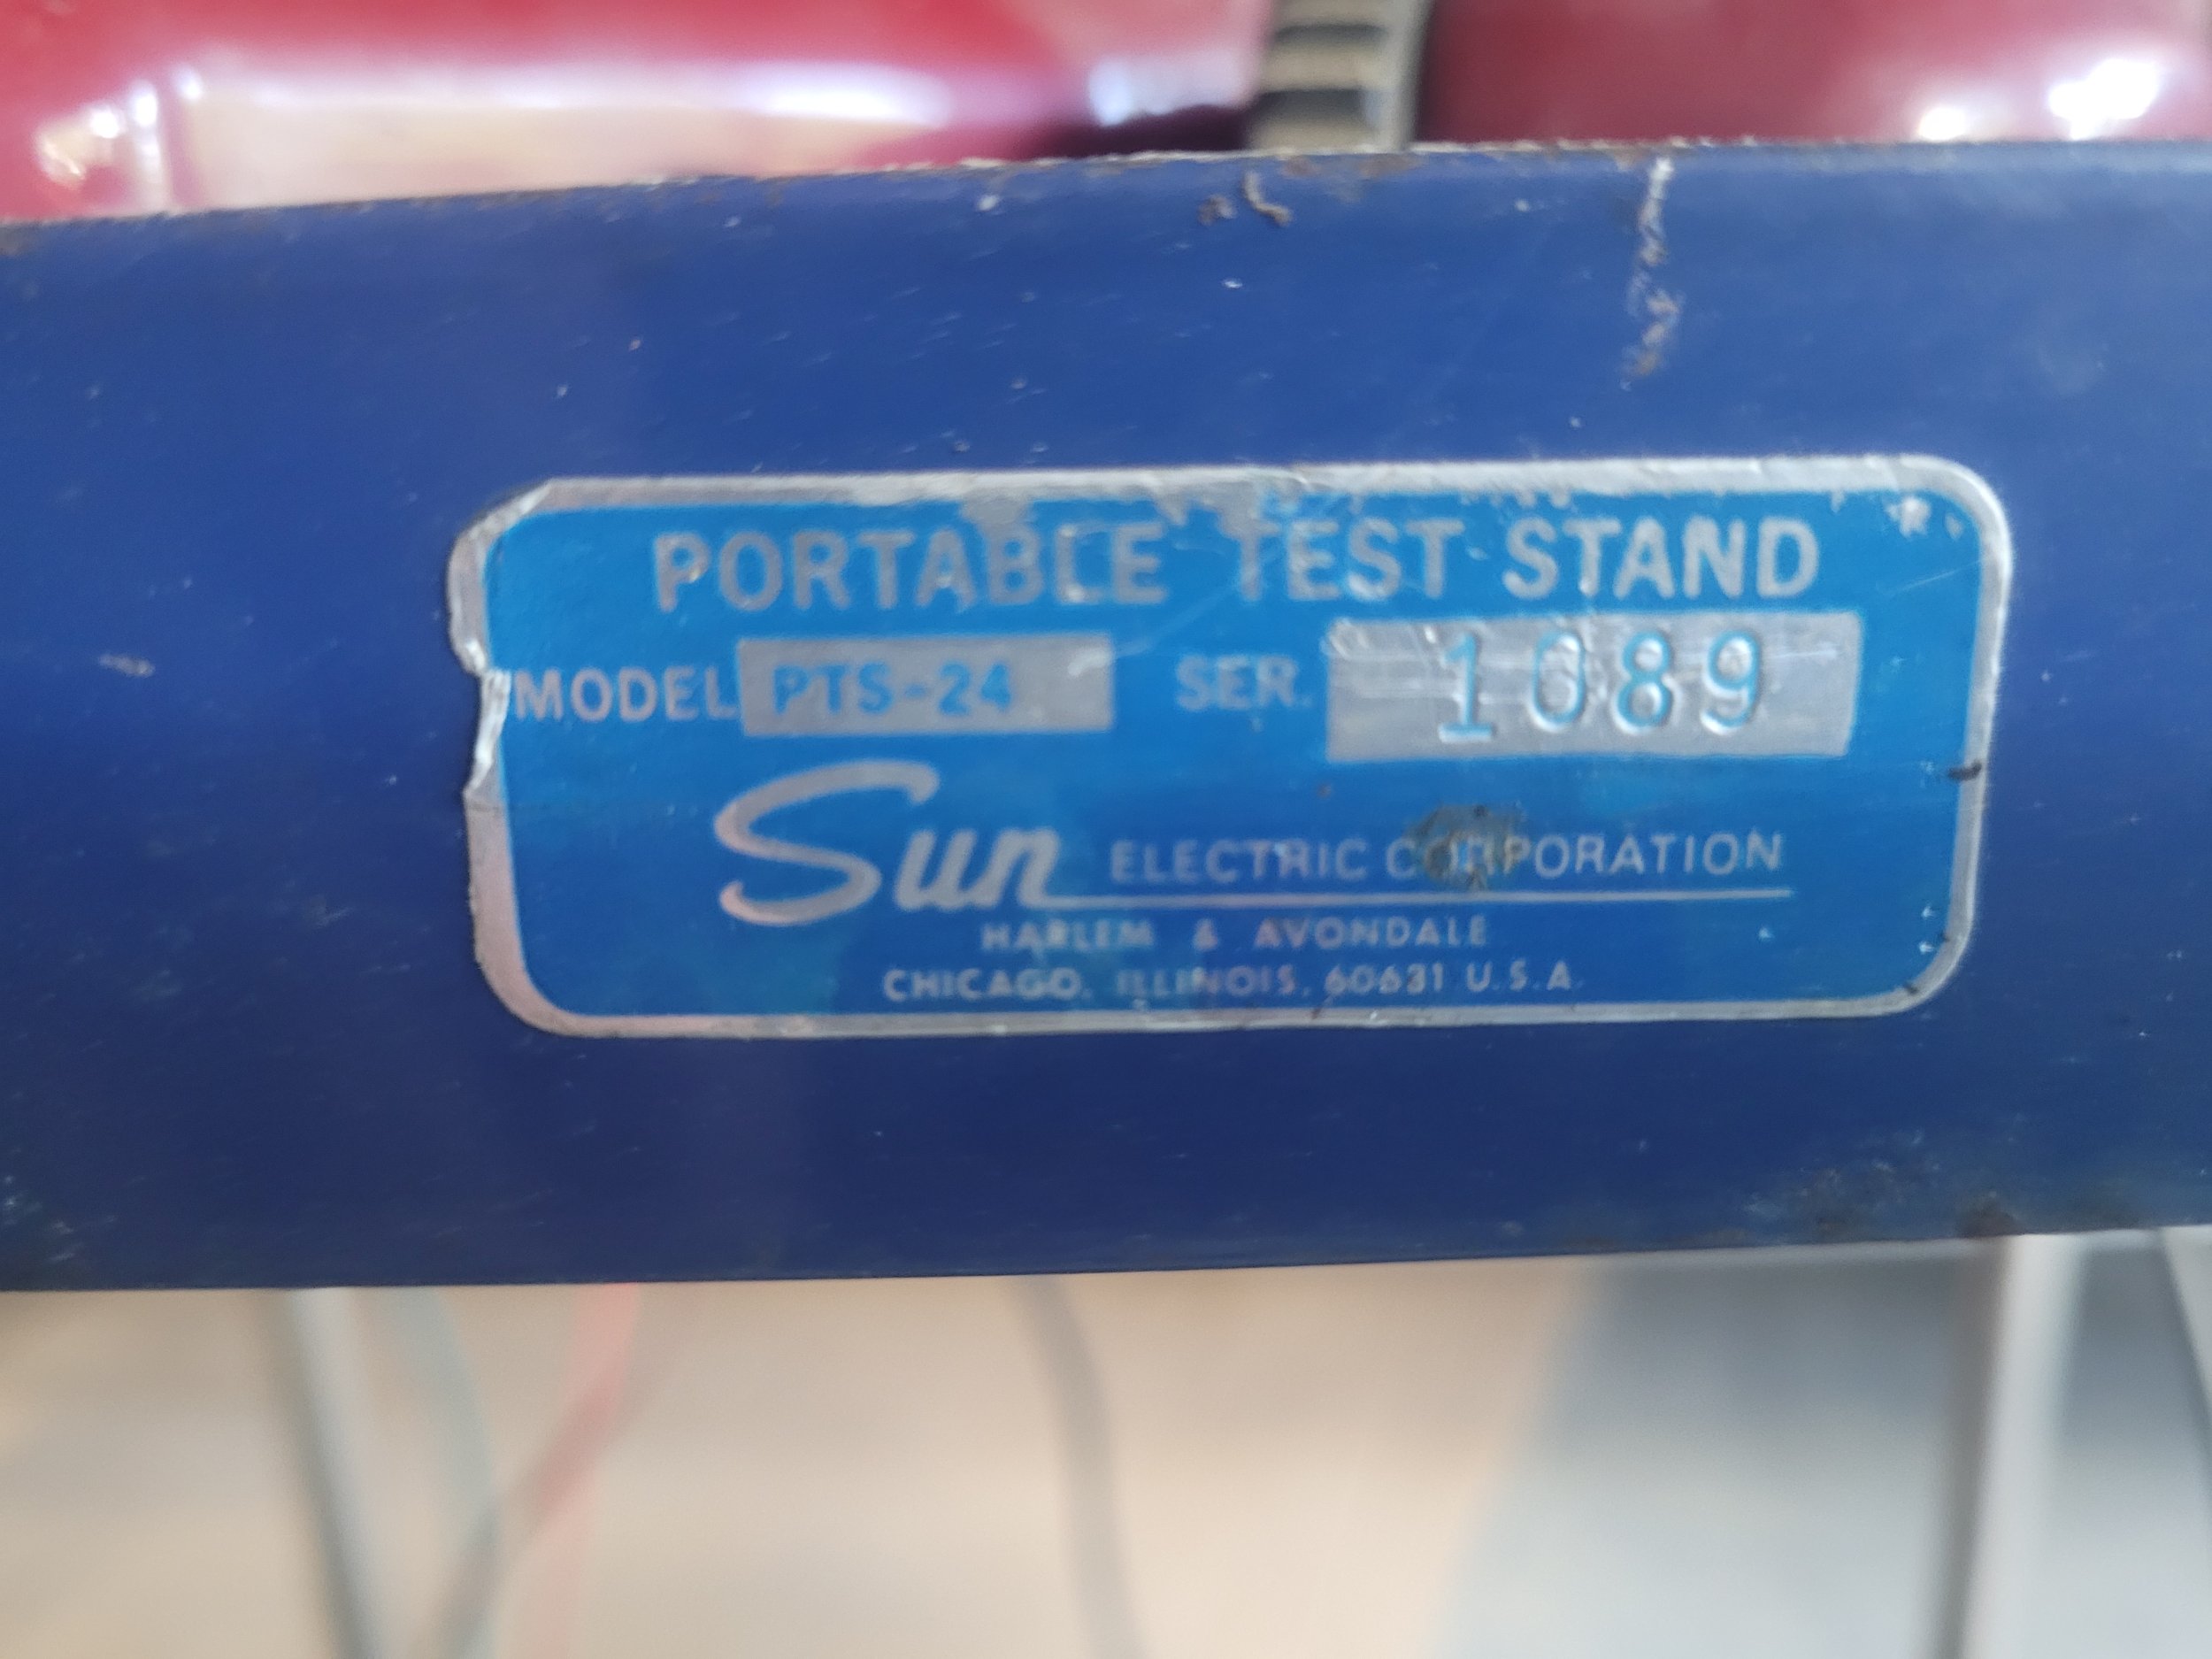 PORTABLE TEST STAND
MODEL PTS-24 SER. 1089
Sun ELECTRIC CORPORATION
HARLEM & AVONDALE
CHICAGO, ILLINOIS, 60631 U.S.A.